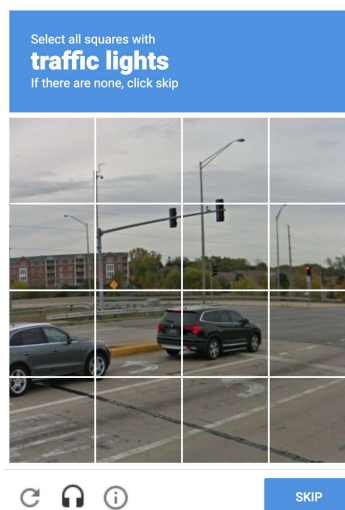 Select all squares with
traffic lights
If there are none, click skip
SKIP